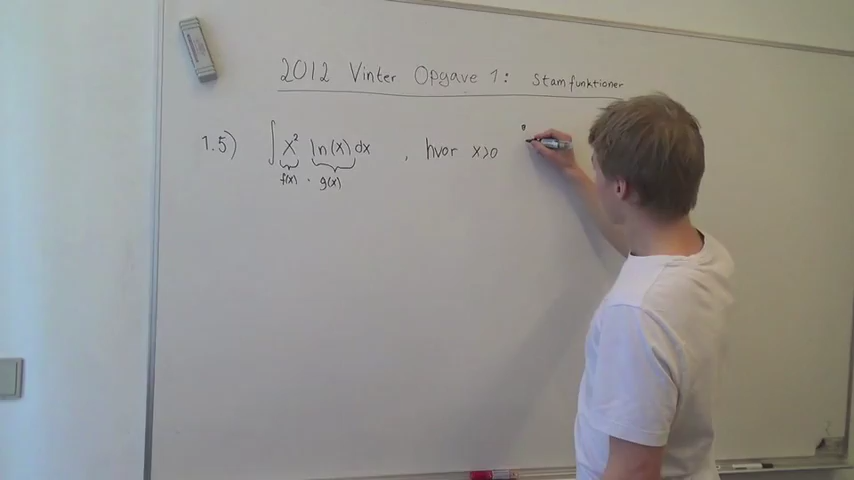 2012 Vinter Opgave 1: Stamfunktioner
1.5) ∫ x² ln(x) dx , hvor x>0
f(x) · g(x)